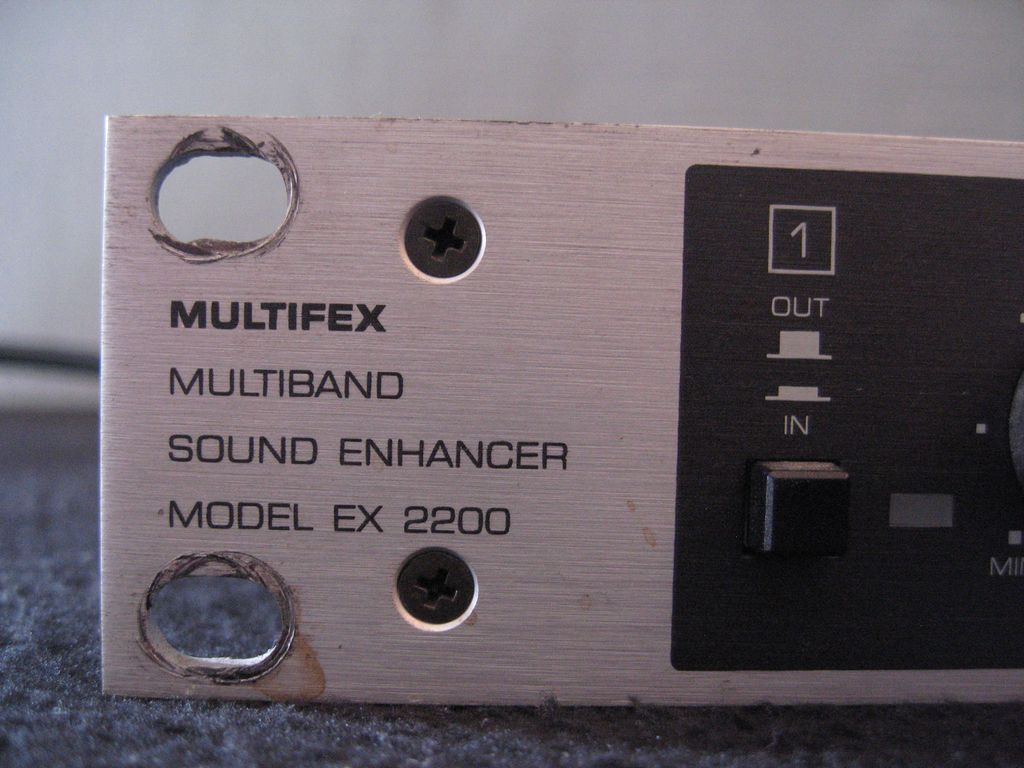 MULTIFEX
MULTIBAND
SOUND ENHANCER
MODEL EX 2200
1
OUT
IN